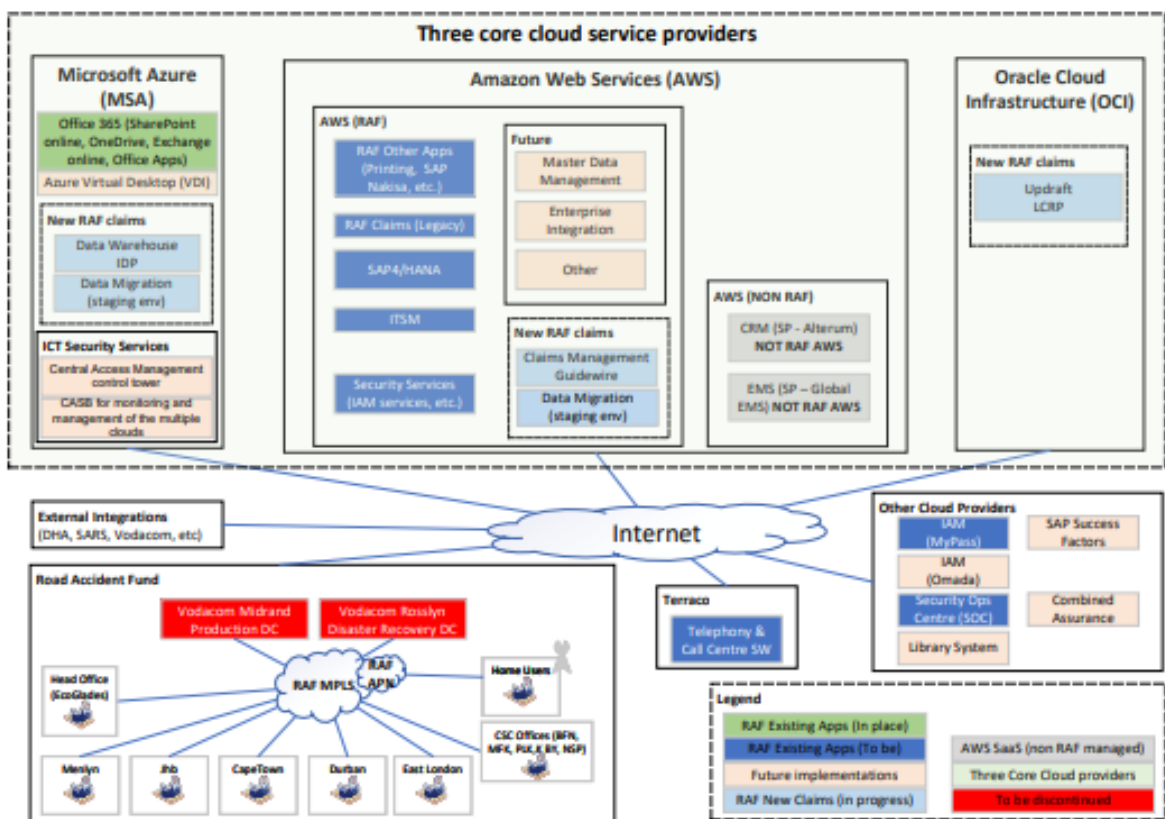 Three core cloud service providers
Microsoft Azure
(MSA)
Office 365 (SharePoint
online, OneDrive, Exchange
online, Office Apps)
Azure Virtual Desktop (VDI)
New RAF claims
Data Warehouse
IDP
Data Migration
(staging env)
ICT Security Services
Central Access Management
control tower
CASB for monitoring and
management of the multiple
clouds
Amazon Web Services (AWS)
AWS (RAF)
RAF Other Apps
(Printing, SAP
Nakisa, etc.)
RAF Claims (Legacy)
SAP4/HANA
ITSM
Security Services
(IAM services, etc.)
Future
Master Data
Management
Enterprise
Integration
Other
New RAF claims
Claims Management
Guidewire
Data Migration
(staging env)
AWS (NON RAF)
CRM (SP - Alterum)
NOT RAF AWS
EMS (SP – Global
EMS) NOT RAF AWS
Oracle Cloud
Infrastructure (OCI)
New RAF claims
Updraft
LCRP
External Integrations
(DHA, SARS, Vodacom, etc)
Internet
Other Cloud Providers
IAM
(MyPass)
SAP Success
Factors
IAM
(Omada)
Security Ops
Centre (SOC)
Combined
Assurance
Library System
Road Accident Fund
Vodacom Midrand
Production DC
Vodacom Rosslyn
Disaster Recovery DC
RAF MPLS
RAF
APN
Head Office
(EcoGlades)
Home Users
CSC Offices (BFN,
MFK, PLK, K BY, NSP)
Menlyn
Jhb
CapeTown
Durban
East London
Terraco
Telephony &
Call Centre SW
Legend
RAF Existing Apps (In place)
RAF Existing Apps (To be)
Future implementations
RAF New Claims (in progress)
AWS SaaS (non RAF managed)
Three Core Cloud providers
To be discontinued